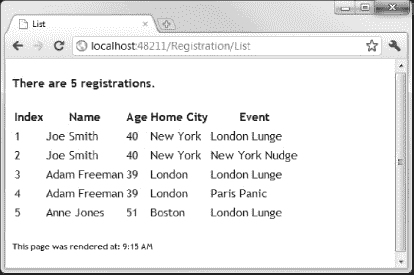 List
localhost:48211/Registration/List
There are 5 registrations.
Index Name Age Home City Event
1 Joe Smith 40 New York London Lunge
2 Joe Smith 40 New York New York Nudge
3 Adam Freeman 39 London London Lunge
4 Adam Freeman 39 London Paris Panic
5 Anne Jones 51 Boston London Lunge
This page was rendered at: 9:15 AM